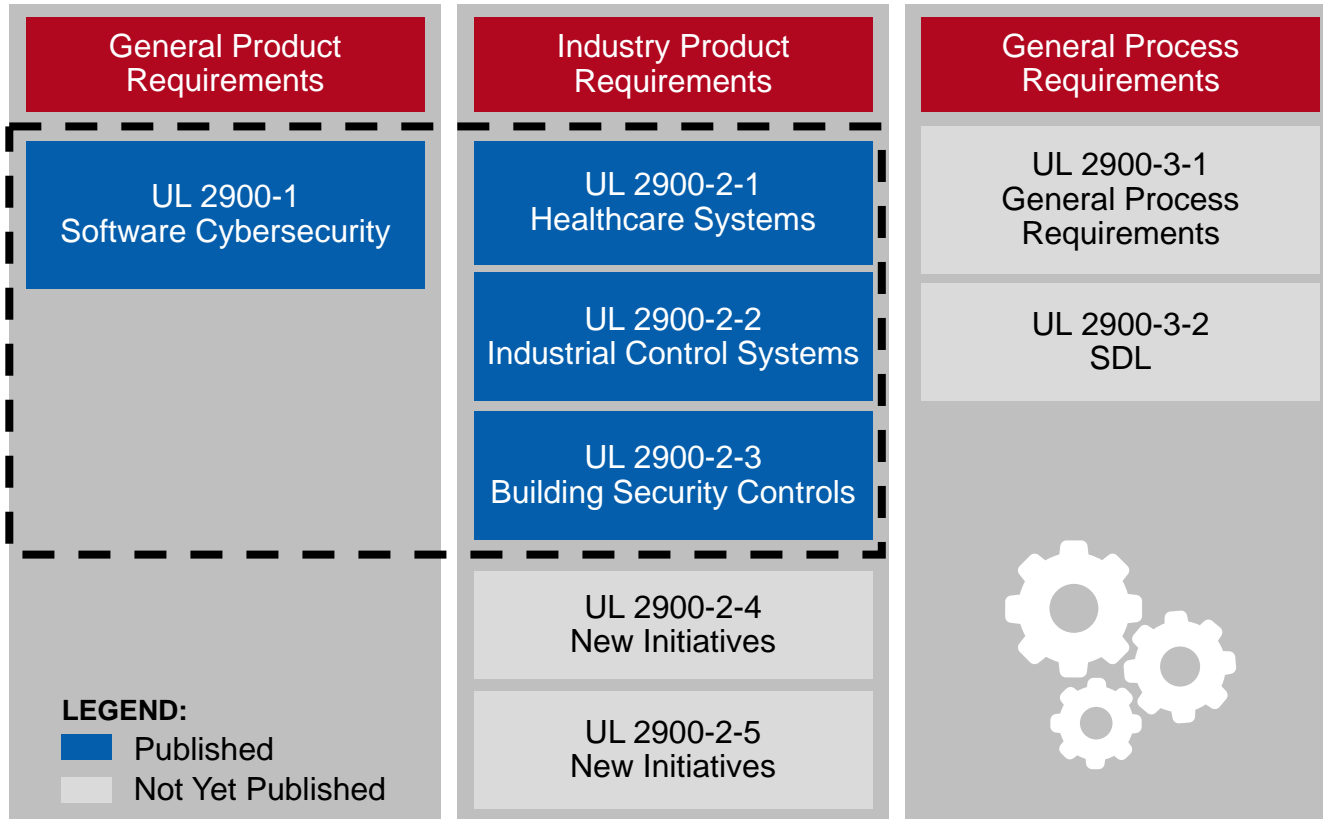 General Product
Requirements
UL 2900-1
Software Cybersecurity
LEGEND:
Published
Not Yet Published
Industry Product
Requirements
UL 2900-2-1
Healthcare Systems
UL 2900-2-2
Industrial Control Systems
UL 2900-2-3
Building Security Controls
UL 2900-2-4
New Initiatives
UL 2900-2-5
New Initiatives
General Process
Requirements
UL 2900-3-1
General Process
Requirements
UL 2900-3-2
SDL